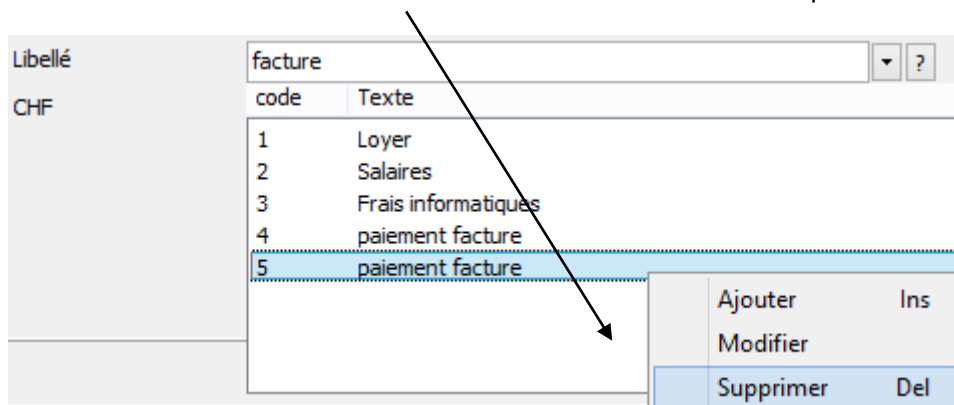 Libellé facture ?
CHF code Texte
1 Loyer
2 Salaires
3 Frais informatiques
4 paiement facture
5 paiement facture
Ajouter Ins
Modifier
Supprimer Del